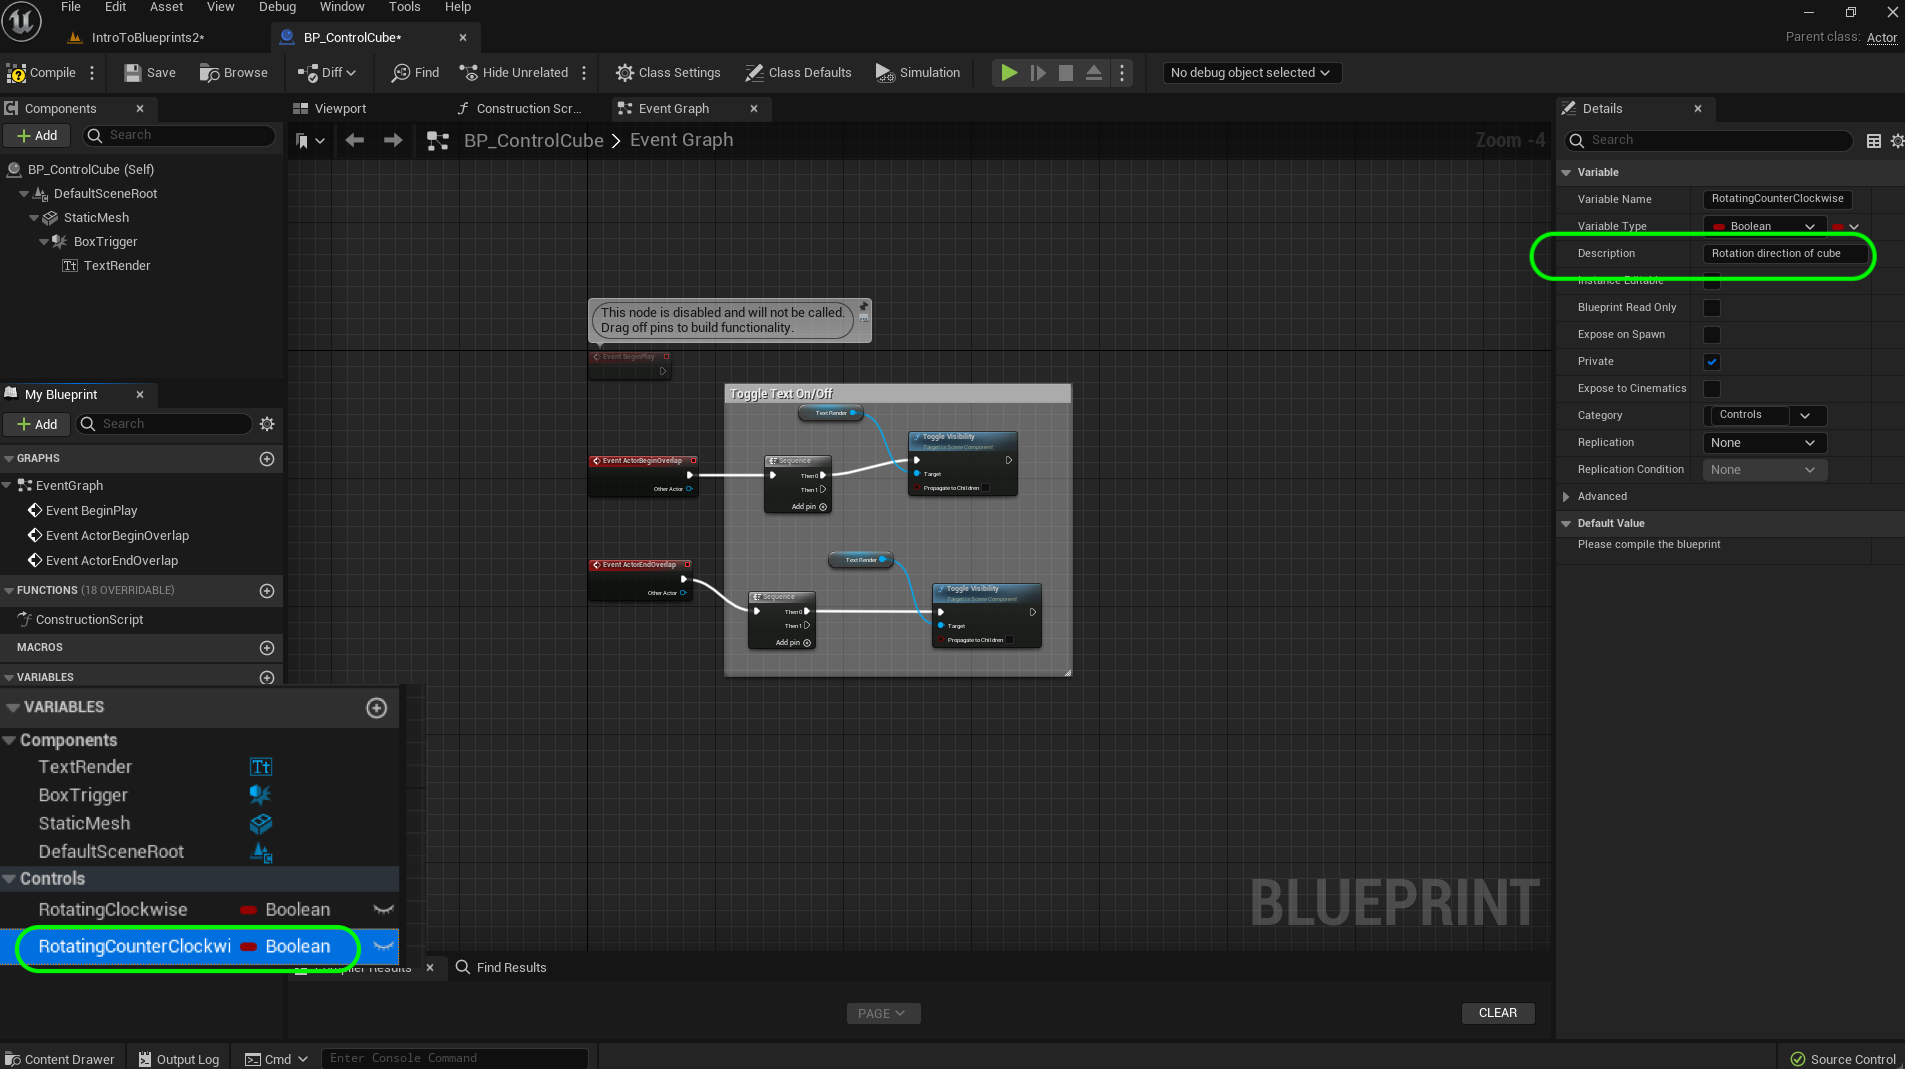 File Edit Asset View Debug Window Tools Help
IntroToBlueprints2*
BP_ControlCube*
Parent class: Actor
Compile
Save
Browse
Diff
Find
Hide Unrelated
Class Settings
Class Defaults
Simulation
No debug object selected
Components
Add
Search
BP_ControlCube (Self)
DefaultSceneRoot
StaticMesh
BoxTrigger
TextRender
My Blueprint
Add
Search
GRAPHS
EventGraph
Event BeginPlay
Event ActorBeginOverlap
Event ActorEndOverlap
FUNCTIONS (18 OVERRIDABLE)
ConstructionScript
MACROS
VARIABLES
VARIABLES
Components
TextRender
BoxTrigger
StaticMesh
DefaultSceneRoot
Controls
RotatingClockwise Boolean
RotatingCounterClockwi Boolean
Viewport
Construction Scr...
Event Graph
BP_ControlCube > Event Graph
Zoom -4
This node is disabled and will not be called.
Drag off pins to build functionality.
Event BeginPlay
Toggle Text On/Off
Text Render
Toggle Visibility
Target is Scene Component
Target
Propagate to Children
Event ActorBeginOverlap
Other Actor
Sequence
Then 0
Then 1
Add pin
Text Render
Toggle Visibility
Target is Scene Component
Target
Propagate to Children
Event ActorEndOverlap
Other Actor
Sequence
Then 0
Then 1
Add pin
BLUEPRINT
Compiler Results
Find Results
PAGE
CLEAR
Details
Search
Variable
Variable Name RotatingCounterClockwise
Variable Type Boolean
Description Rotation direction of cube
Instance Editable
Blueprint Read Only
Expose on Spawn
Private
Expose to Cinematics
Category Controls
Replication None
Replication Condition None
Advanced
Default Value
Please compile the blueprint
Content Drawer
Output Log
Cmd
Enter Console Command
Source Control